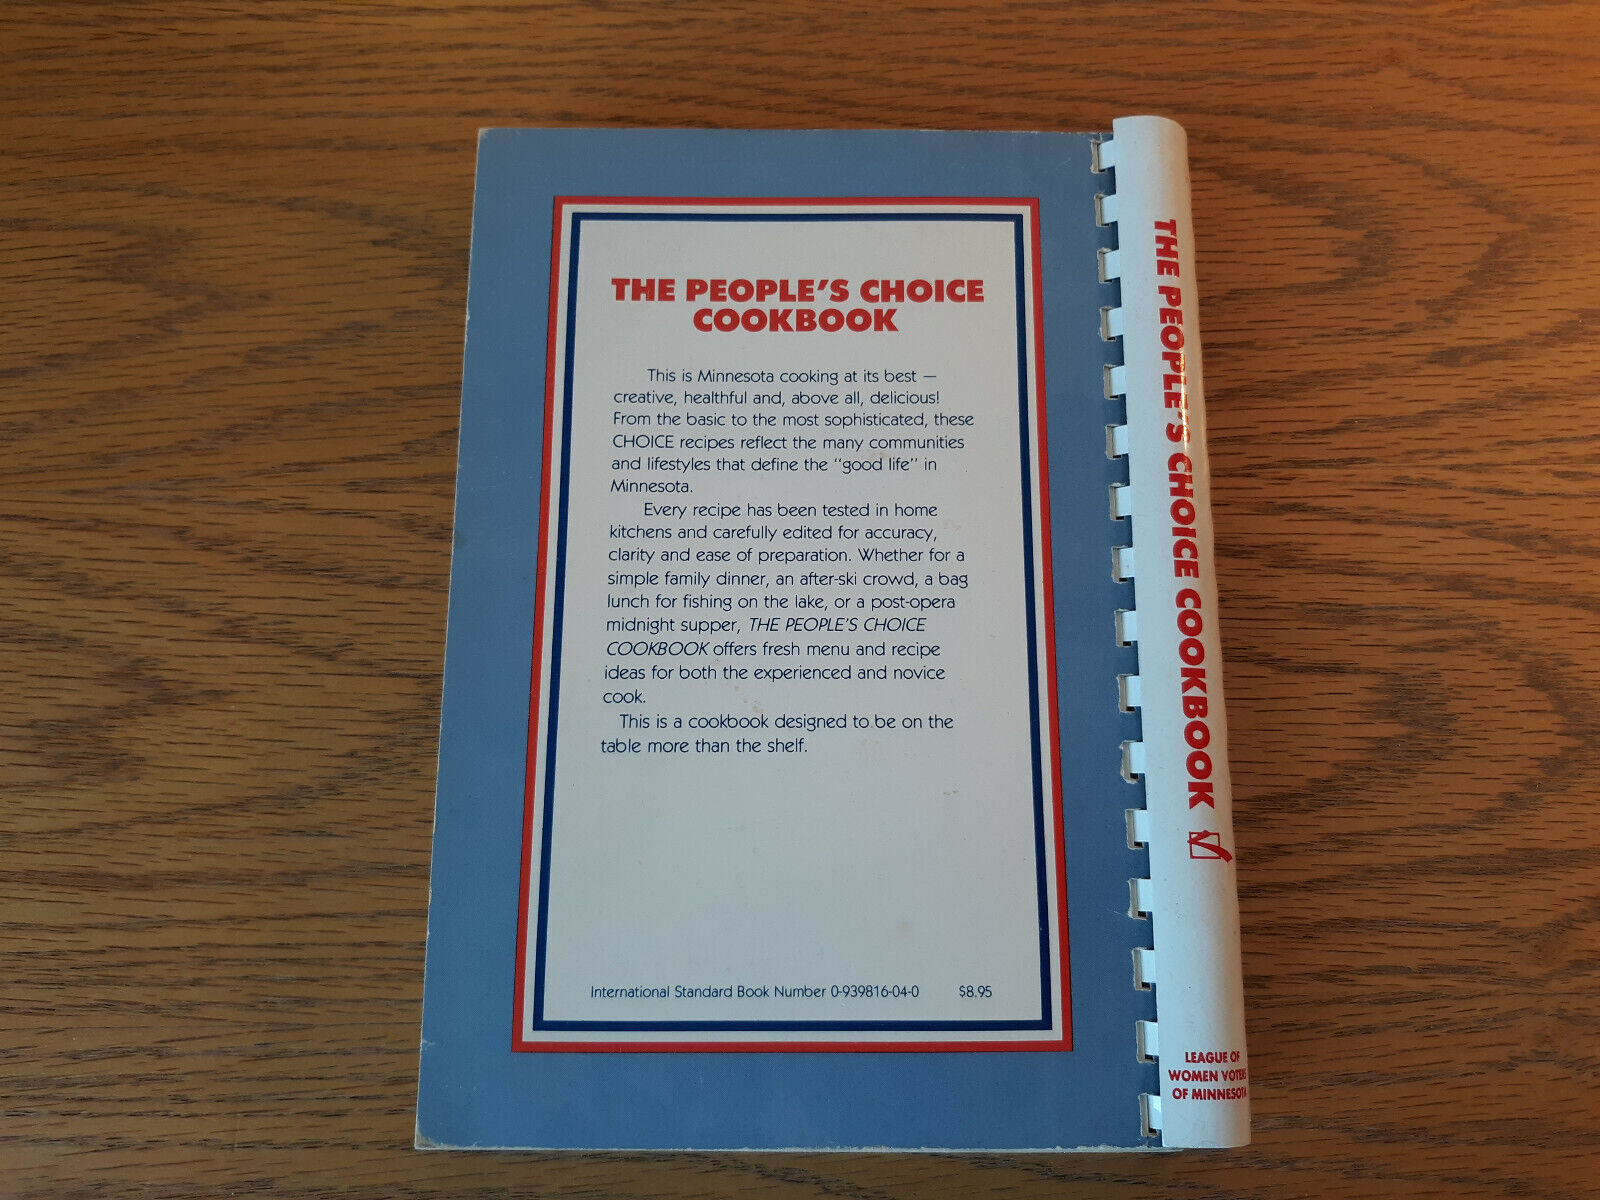 THE PEOPLE'S CHOICE
COOKBOOK
This is Minnesota cooking at its best —
creative, healthful and, above all, delicious!
From the basic to the most sophisticated, these
CHOICE recipes reflect the many communities
and lifestyles that define the "good life" in
Minnesota.
Every recipe has been tested in home
kitchens and carefully edited for accuracy,
clarity and ease of preparation. Whether for a
simple family dinner, an after-ski crowd, a bag
lunch for fishing on the lake, or a post-opera
midnight supper, THE PEOPLE'S CHOICE
COOKBOOK offers fresh menu and recipe
ideas for both the experienced and novice
cook.
This is a cookbook designed to be on the
table more than the shelf.
International Standard Book Number 0-939816-04-0 $8.95
THE PEOPLE'S CHOICE COOKBOOK
LEAGUE OF
WOMEN VOTERS
OF MINNESOTA